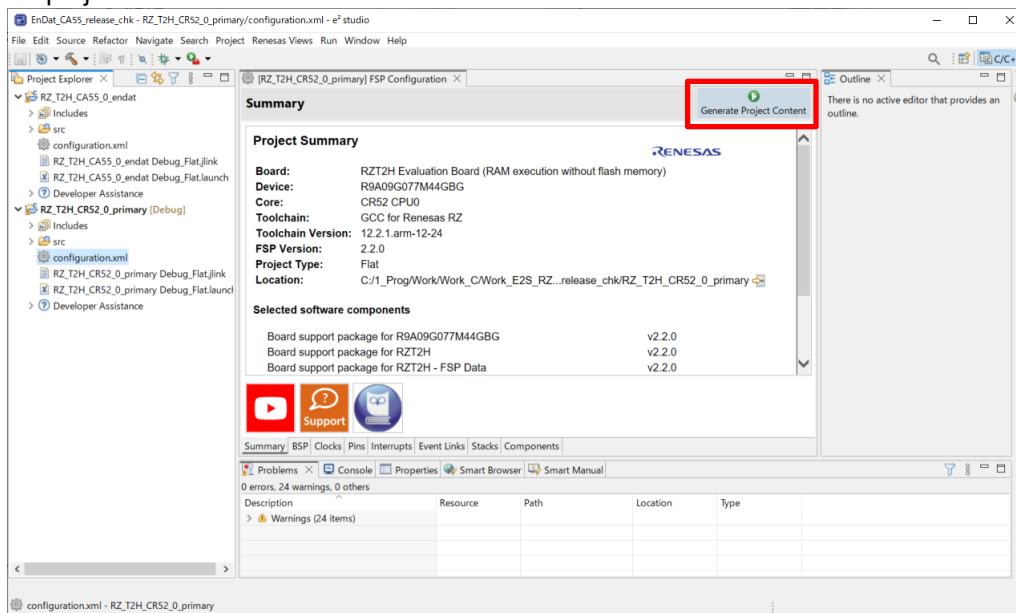 EnDat_CA55_release_chk - RZ_T2H_CR52_0_primary/configuration.xml - e² studio
File Edit Source Refactor Navigate Search Project Renesas Views Run Window Help
C/C+
Project Explorer
RZ_T2H_CA55_0_endat
Includes
src
configuration.xml
RZ_T2H_CA55_0_endat Debug_Flat.jlink
RZ_T2H_CA55_0_endat Debug_Flat.launch
Developer Assistance
RZ_T2H_CR52_0_primary [Debug]
Includes
src
configuration.xml
RZ_T2H_CR52_0_primary Debug_Flat.jlink
RZ_T2H_CR52_0_primary Debug_Flat.launch
Developer Assistance
[RZ_T2H_CR52_0_primary] FSP Configuration
Summary
Generate Project Content
Project Summary
RENESAS
Board: RZT2H Evaluation Board (RAM execution without flash memory)
Device: R9A09G077M44GBG
Core: CR52 CPU0
Toolchain: GCC for Renesas RZ
Toolchain Version: 12.2.1.arm-12-24
FSP Version: 2.2.0
Project Type: Flat
Location: C:/1_Prog/Work/Work_C/Work_E2S_RZ...release_chk/RZ_T2H_CR52_0_primary
Selected software components
Board support package for R9A09G077M44GBG v2.2.0
Board support package for RZT2H v2.2.0
Board support package for RZT2H - FSP Data v2.2.0
Support
Summary BSP Clocks Pins Interrupts Event Links Stacks Components
Outline
There is no active editor that provides an
outline.
Problems Console Properties Smart Browser Smart Manual
0 errors, 24 warnings, 0 others
Description Resource Path Location Type
Warnings (24 items)
configuration.xml - RZ_T2H_CR52_0_primary